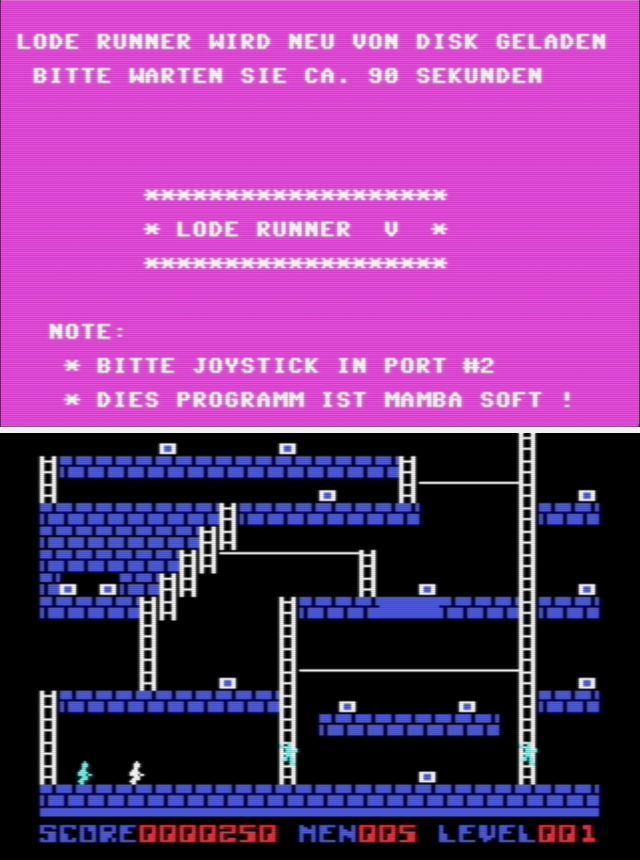 LODE RUNNER WIRD NEU VON DISK GELADEN
BITTE WARTEN SIE CA. 90 SEKUNDEN
*******************
* LODE RUNNER V *
*******************
NOTE:
* BITTE JOYSTICK IN PORT #2
* DIES PROGRAMM IST MAMBA SOFT !
SCORE0000250 MEN005 LEVEL001